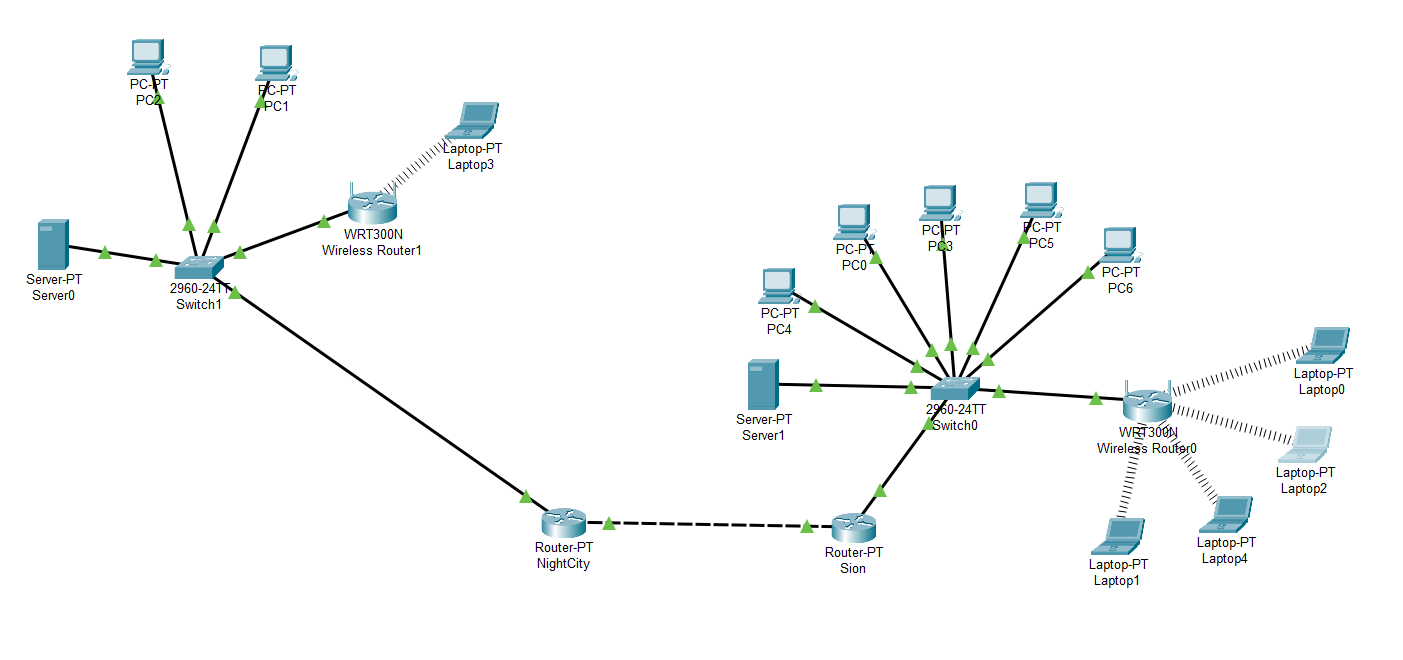 PC-PT
PC2
PC-PT
PC1
Laptop-PT
Laptop3
WRT300N
Wireless Router1
Server-PT
Server0
2960-24TT
Switch1
PC-PT
PC0
PC-PT
PC3
PC-PT
PC5
PC-PT
PC6
PC-PT
PC4
Server-PT
Server1
2960-24TT
Switch0
WRT300N
Wireless Router0
Laptop-PT
Laptop0
Laptop-PT
Laptop2
Laptop-PT
Laptop4
Laptop-PT
Laptop1
Router-PT
NightCity
Router-PT
Sion